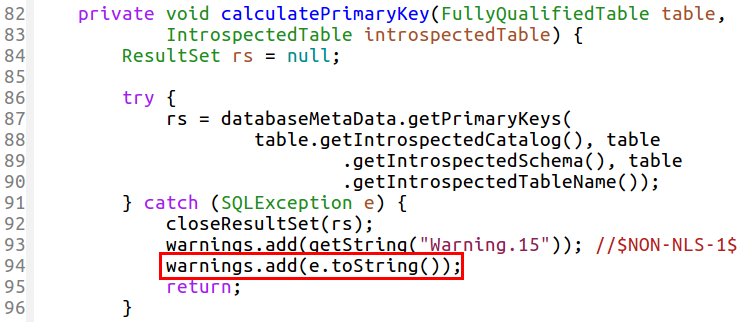 82 private void calculatePrimaryKey(FullyQualifiedTable table,
83 IntrospectedTable introspectedTable) {
84 ResultSet rs = null;
85
86 try {
87 rs = databaseMetaData.getPrimaryKeys(
88 table.getIntrospectedCatalog(), table
89 .getIntrospectedSchema(), table
90 .getIntrospectedTableName());
91 } catch (SQLException e) {
92 closeResultSet(rs);
93 warnings.add(getString("Warning.15")); //$NON-NLS-1$
94 warnings.add(e.toString());
95 return;
96 }